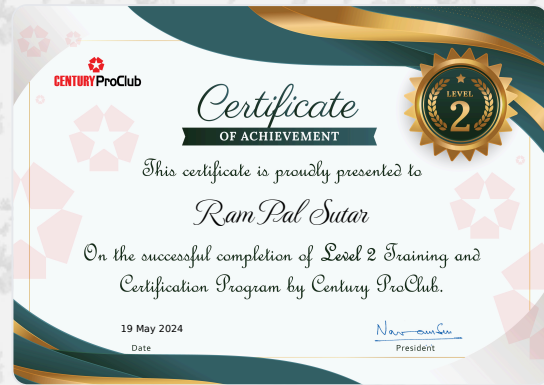 CENTURY ProClub
LEVEL
2
Certificate
OF ACHIEVEMENT
This certificate is proudly presented to
Ram Pal Sutar
On the successful completion of Level 2 Training and
Certification Program by Century ProClub.
19 May 2024
Date
President